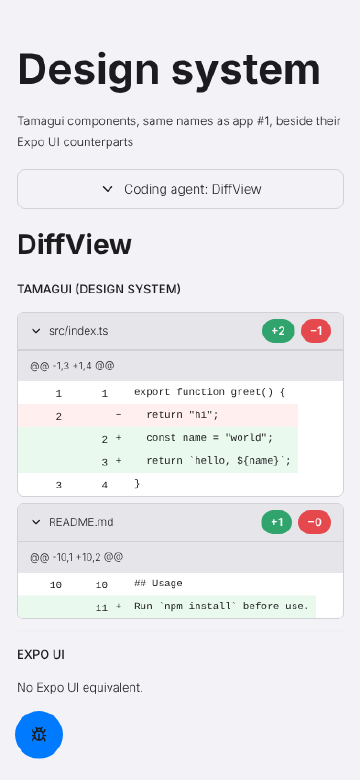 Design system
Tamagui components, same names as app #1, beside their
Expo UI counterparts
Coding agent: DiffView
DiffView
TAMAGUI (DESIGN SYSTEM)
src/index.ts +2 −1
@@ -1,3 +1,4 @@
1 1 export function greet() {
2 − return "hi";
2 + const name = "world";
3 + return `hello, ${name}`;
3 4 }
README.md +1 −0
@@ -10,1 +10,2 @@
10 10 ## Usage
11 + Run `npm install` before use.
EXPO UI
No Expo UI equivalent.